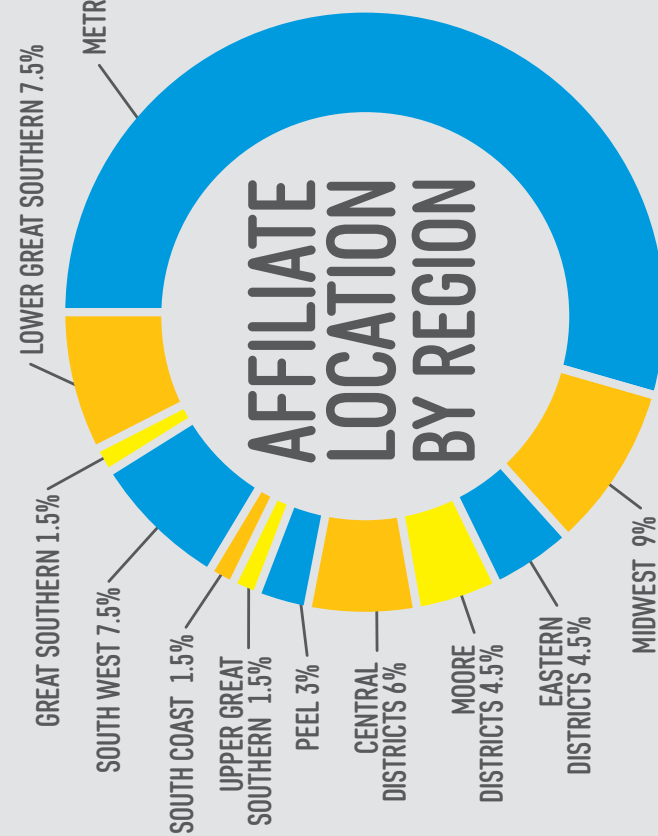 AFFILIATE
LOCATION
BY REGION
METR
LOWER GREAT SOUTHERN 7.5%
GREAT SOUTHERN 1.5%
SOUTH WEST 7.5%
SOUTH COAST 1.5%
UPPER GREAT
SOUTHERN 1.5%
PEEL 3%
CENTRAL
DISTRICTS 6%
MOORE
DISTRICTS 4.5%
EASTERN
DISTRICTS 4.5%
MIDWEST 9%